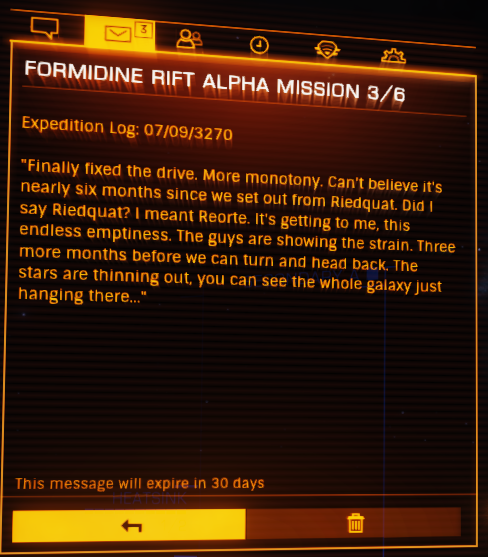 3
FORMIDINE RIFT ALPHA MISSION 3/6
Expedition Log: 07/09/3270
"Finally fixed the drive. More monotony. Can't believe it's
nearly six months since we set out from Riedquat. Did I
say Riedquat? I meant Reorte. It's getting to me, this
endless emptiness. The guys are showing the strain. Three
more months before we can turn and head back. The
stars are thinning out, you can see the whole galaxy just
hanging there..."
This message will expire in 30 days
HEATSINK